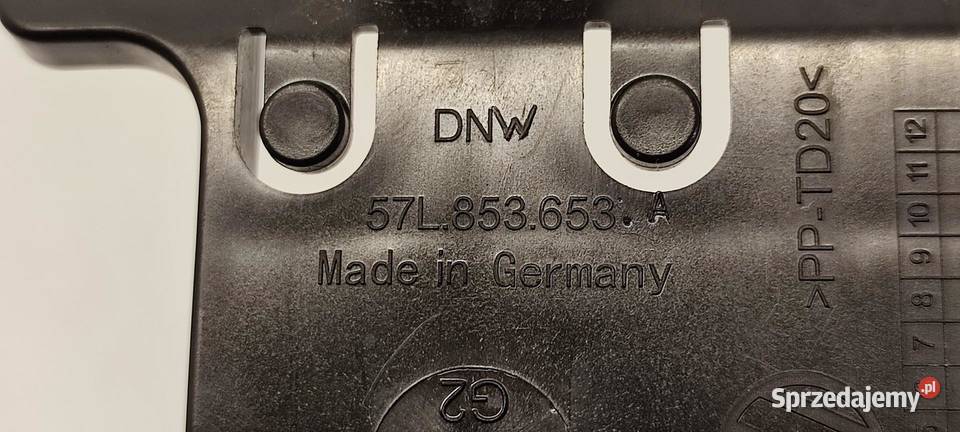 DNW
57L.853.653. A
Made in Germany
>PP-TD20<
12
11
10
9
8
7
G2
Sprzedajemy.pl